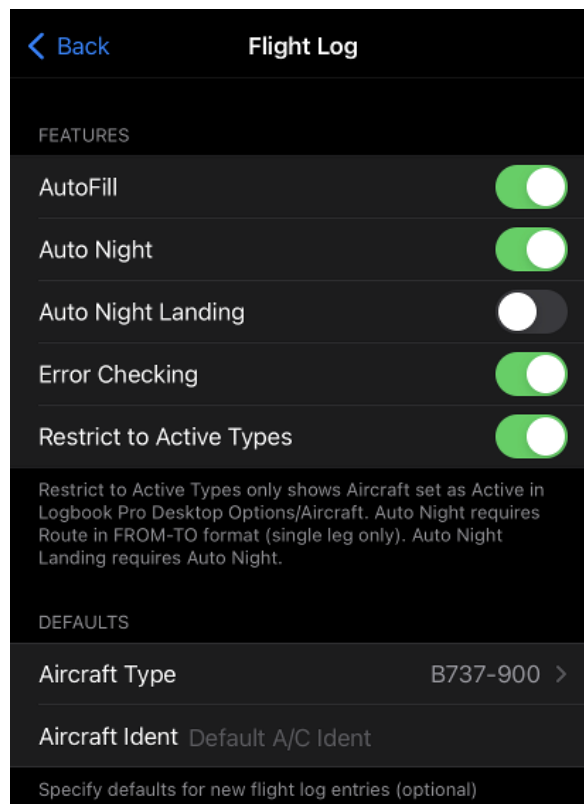 Back
Flight Log
FEATURES
AutoFill
Auto Night
Auto Night Landing
Error Checking
Restrict to Active Types
Restrict to Active Types only shows Aircraft set as Active in
Logbook Pro Desktop Options/Aircraft. Auto Night requires
Route in FROM-TO format (single leg only). Auto Night
Landing requires Auto Night.
DEFAULTS
Aircraft Type B737-900
Aircraft Ident Default A/C Ident
Specify defaults for new flight log entries (optional)